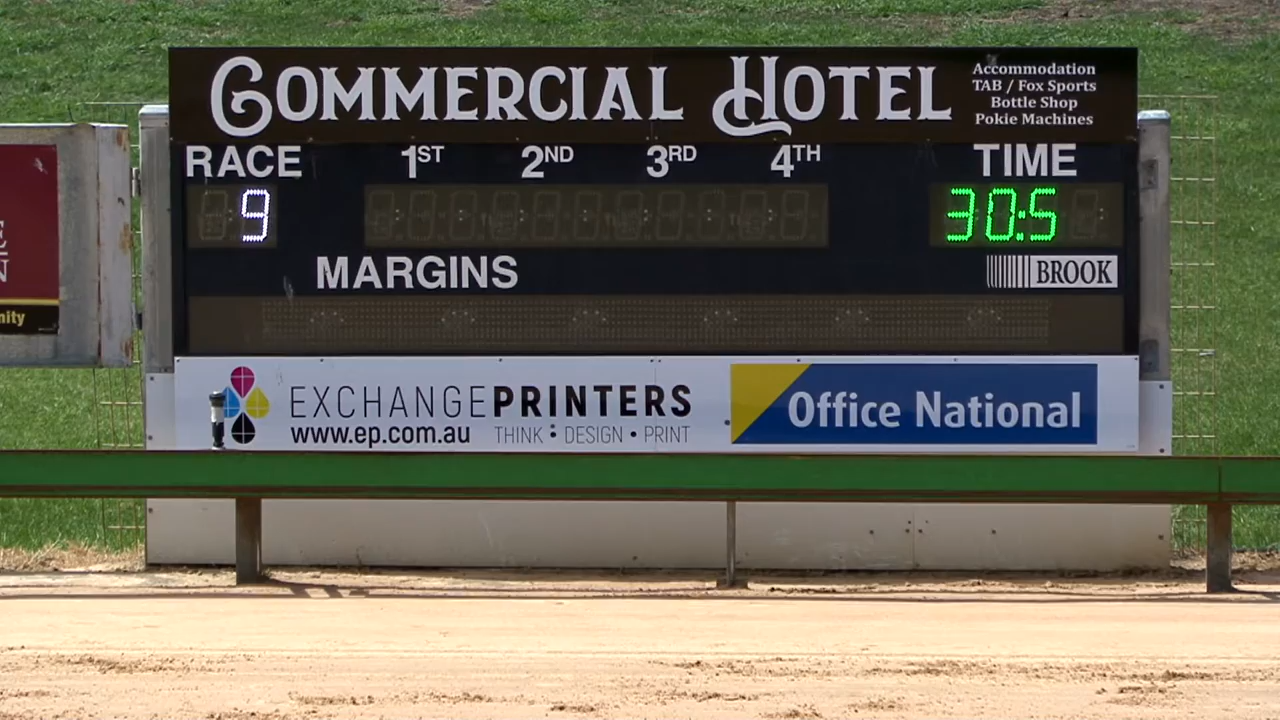 COMMERCIAL HOTEL
Accommodation
TAB / Fox Sports
Bottle Shop
Pokie Machines
RACE 1ST 2ND 3RD 4TH TIME
9 30:5
MARGINS
BROOK
nity
EXCHANGEPRINTERS
www.ep.com.au THINK • DESIGN • PRINT
Office National